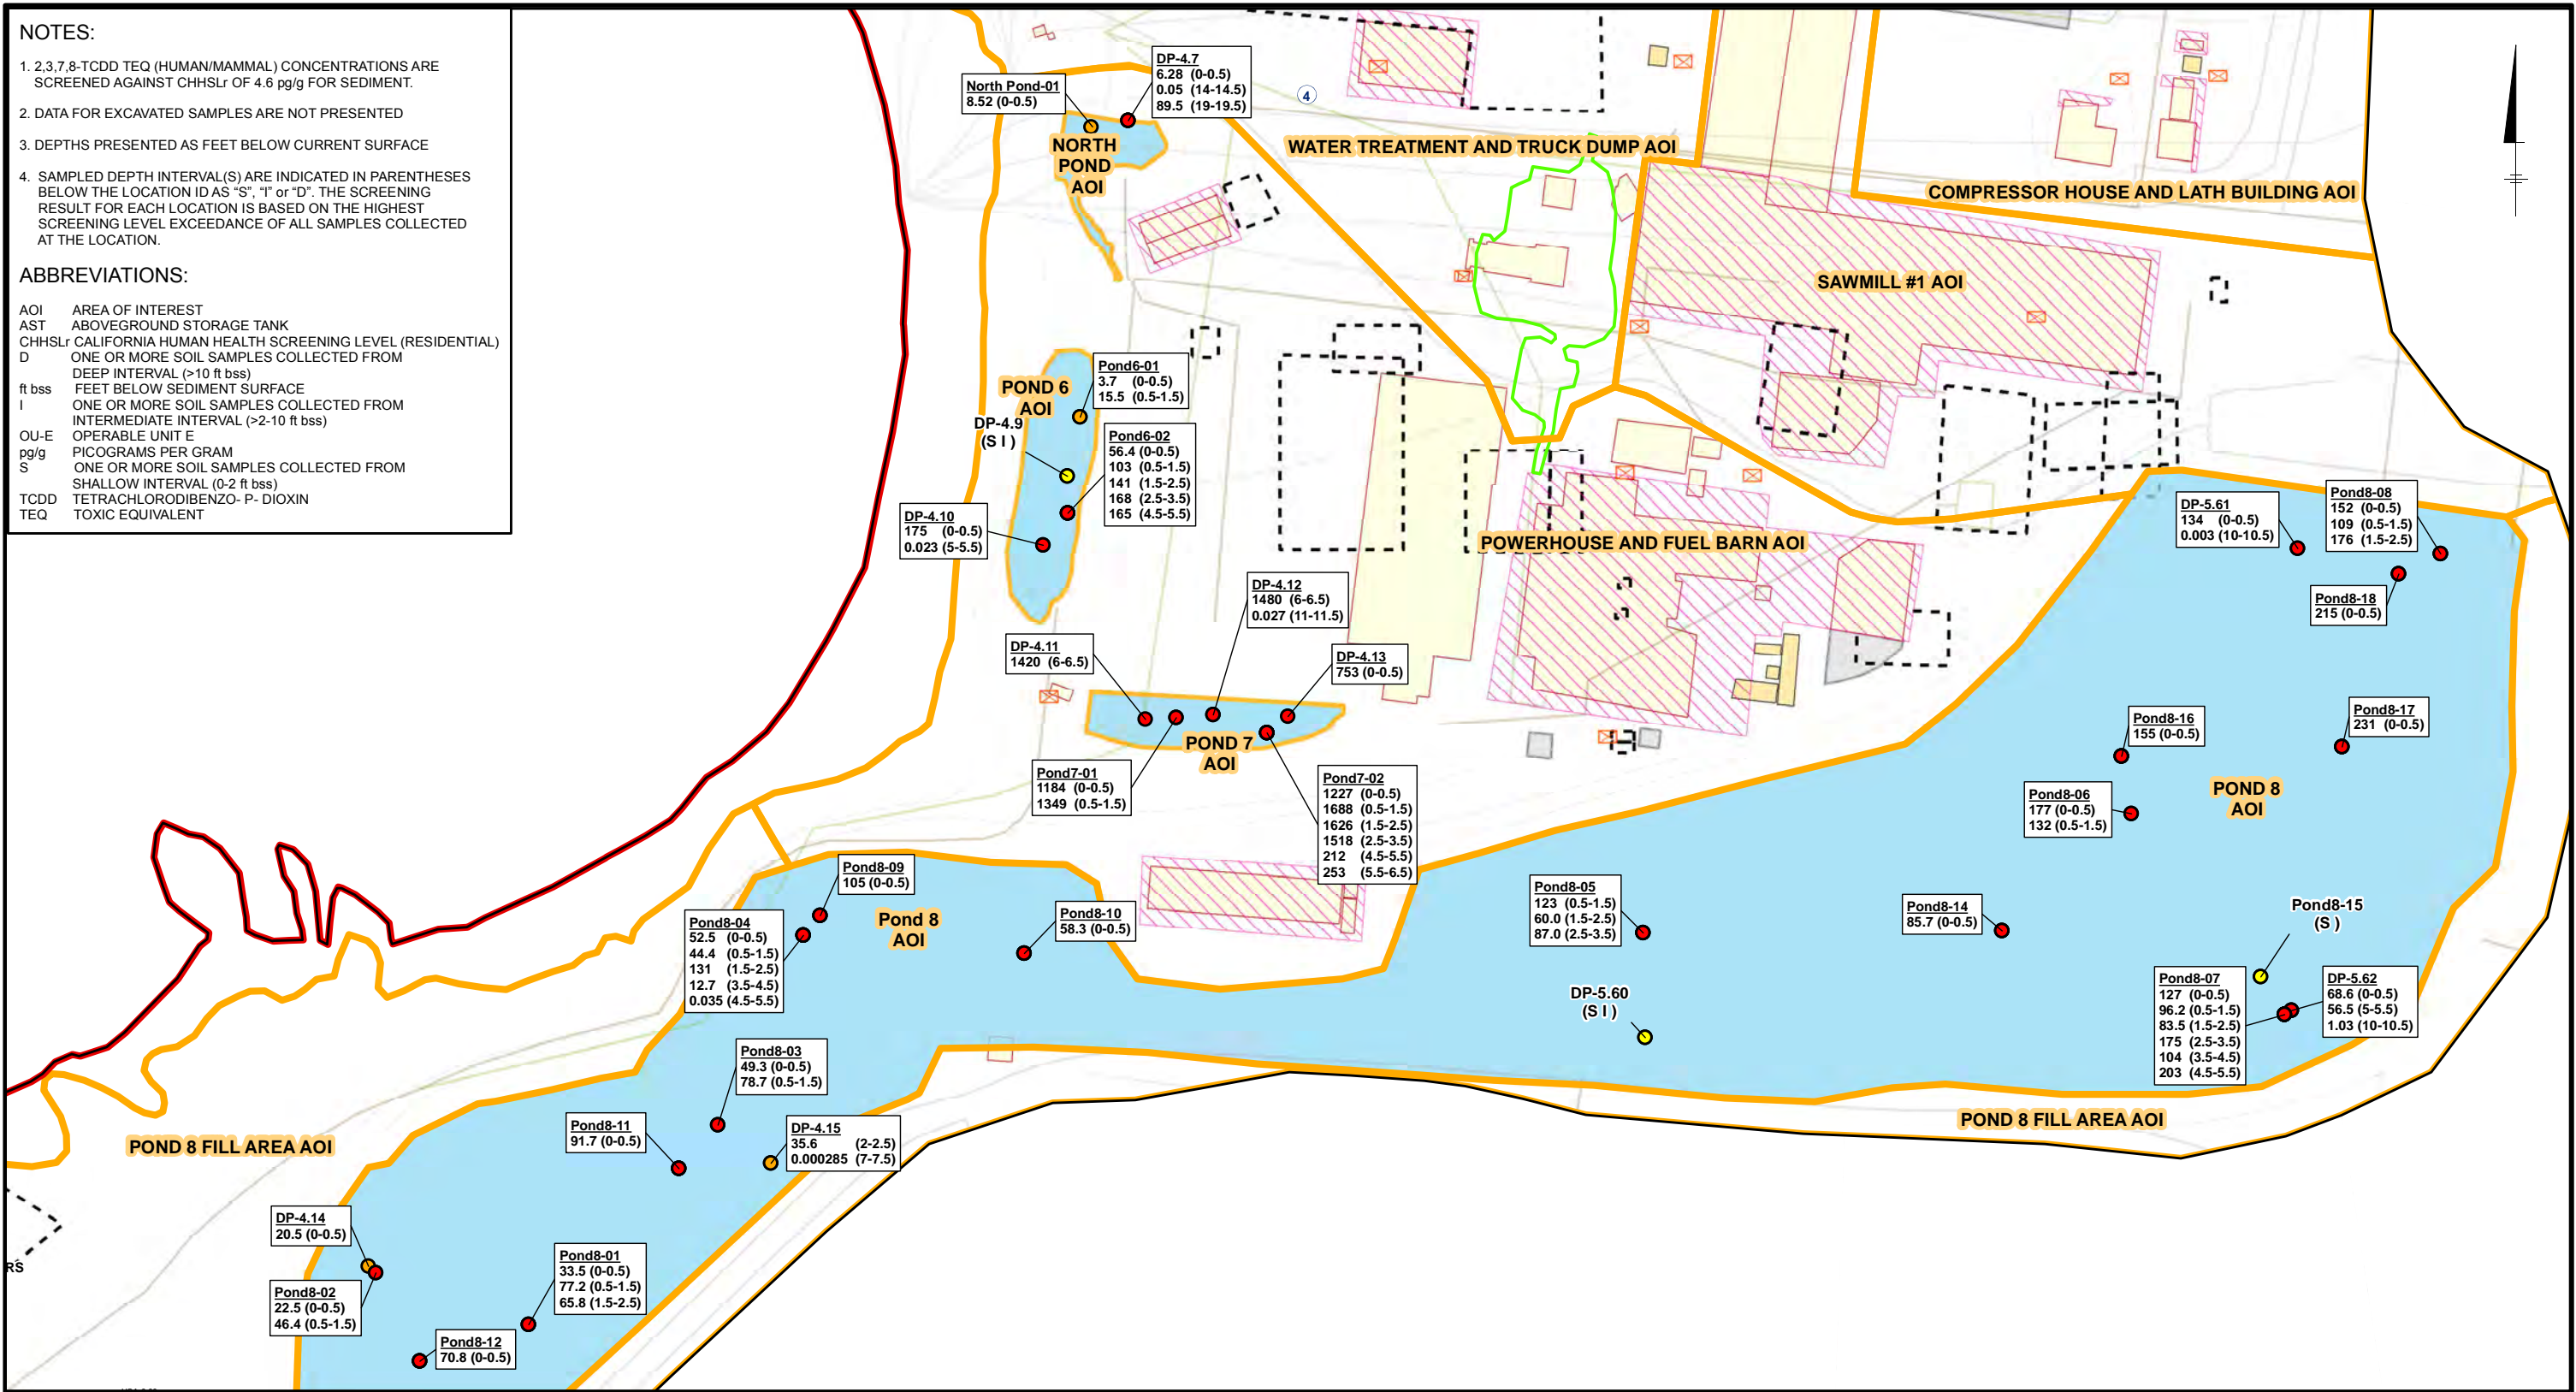 NOTES:
1. 2,3,7,8-TCDD TEQ (HUMAN/MAMMAL) CONCENTRATIONS ARE
SCREENED AGAINST CHHSLr OF 4.6 pg/g FOR SEDIMENT.
2. DATA FOR EXCAVATED SAMPLES ARE NOT PRESENTED
3. DEPTHS PRESENTED AS FEET BELOW CURRENT SURFACE
4. SAMPLED DEPTH INTERVAL(S) ARE INDICATED IN PARENTHESES
BELOW THE LOCATION ID AS “S”, “I” or “D”. THE SCREENING
RESULT FOR EACH LOCATION IS BASED ON THE HIGHEST
SCREENING LEVEL EXCEEDANCE OF ALL SAMPLES COLLECTED
AT THE LOCATION.
ABBREVIATIONS:
AOI AREA OF INTEREST
AST ABOVEGROUND STORAGE TANK
CHHSLr CALIFORNIA HUMAN HEALTH SCREENING LEVEL (RESIDENTIAL)
D ONE OR MORE SOIL SAMPLES COLLECTED FROM
DEEP INTERVAL (>10 ft bss)
ft bss FEET BELOW SEDIMENT SURFACE
I ONE OR MORE SOIL SAMPLES COLLECTED FROM
INTERMEDIATE INTERVAL (>2-10 ft bss)
OU-E OPERABLE UNIT E
pg/g PICOGRAMS PER GRAM
S ONE OR MORE SOIL SAMPLES COLLECTED FROM
SHALLOW INTERVAL (0-2 ft bss)
TCDD TETRACHLORODIBENZO- P- DIOXIN
TEQ TOXIC EQUIVALENT
North Pond-01
8.52 (0-0.5)
DP-4.7
6.28 (0-0.5)
0.05 (14-14.5)
89.5 (19-19.5)
4
NORTH
POND
AOI
WATER TREATMENT AND TRUCK DUMP AOI
COMPRESSOR HOUSE AND LATH BUILDING AOI
SAWMILL #1 AOI
POND 6
AOI
Pond6-01
3.7 (0-0.5)
15.5 (0.5-1.5)
DP-4.9
(S I )
Pond6-02
56.4 (0-0.5)
103 (0.5-1.5)
141 (1.5-2.5)
168 (2.5-3.5)
165 (4.5-5.5)
DP-4.10
175 (0-0.5)
0.023 (5-5.5)
POWERHOUSE AND FUEL BARN AOI
DP-5.61
134 (0-0.5)
0.003 (10-10.5)
Pond8-08
152 (0-0.5)
109 (0.5-1.5)
176 (1.5-2.5)
Pond8-18
215 (0-0.5)
DP-4.12
1480 (6-6.5)
0.027 (11-11.5)
DP-4.11
1420 (6-6.5)
DP-4.13
753 (0-0.5)
POND 7
AOI
Pond7-01
1184 (0-0.5)
1349 (0.5-1.5)
Pond7-02
1227 (0-0.5)
1688 (0.5-1.5)
1626 (1.5-2.5)
1518 (2.5-3.5)
212 (4.5-5.5)
253 (5.5-6.5)
Pond8-16
155 (0-0.5)
Pond8-17
231 (0-0.5)
Pond8-06
177 (0-0.5)
132 (0.5-1.5)
POND 8
AOI
Pond8-09
105 (0-0.5)
Pond8-04
52.5 (0-0.5)
44.4 (0.5-1.5)
131 (1.5-2.5)
12.7 (3.5-4.5)
0.035 (4.5-5.5)
Pond 8
AOI
Pond8-10
58.3 (0-0.5)
Pond8-05
123 (0.5-1.5)
60.0 (1.5-2.5)
87.0 (2.5-3.5)
Pond8-14
85.7 (0-0.5)
Pond8-15
(S )
DP-5.60
(S I )
Pond8-07
127 (0-0.5)
96.2 (0.5-1.5)
83.5 (1.5-2.5)
175 (2.5-3.5)
104 (3.5-4.5)
203 (4.5-5.5)
DP-5.62
68.6 (0-0.5)
56.5 (5-5.5)
1.03 (10-10.5)
Pond8-03
49.3 (0-0.5)
78.7 (0.5-1.5)
Pond8-11
91.7 (0-0.5)
DP-4.15
35.6 (2-2.5)
0.000285 (7-7.5)
POND 8 FILL AREA AOI
POND 8 FILL AREA AOI
DP-4.14
20.5 (0-0.5)
Pond8-02
22.5 (0-0.5)
46.4 (0.5-1.5)
Pond8-01
33.5 (0-0.5)
77.2 (0.5-1.5)
65.8 (1.5-2.5)
Pond8-12
70.8 (0-0.5)
RS